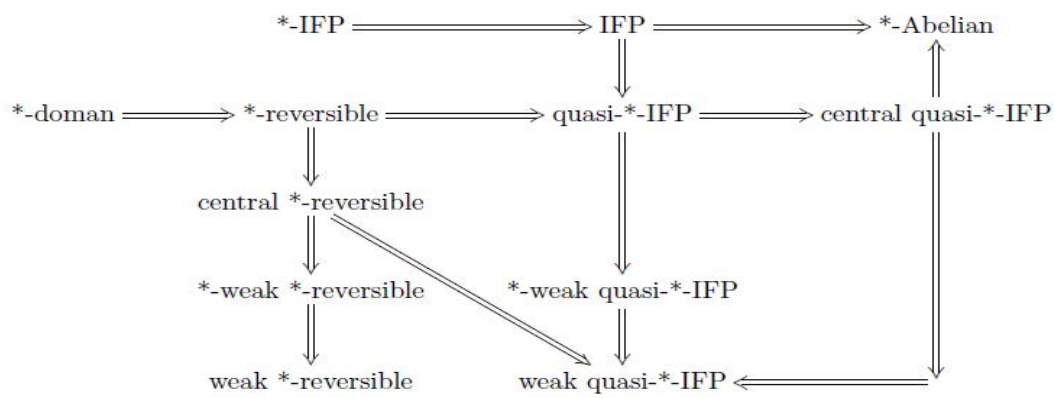 *-IFP IFP *-Abelian
*-doman *-reversible quasi-*-IFP central quasi-*-IFP
central *-reversible
*-weak *-reversible *-weak quasi-*-IFP
weak *-reversible weak quasi-*-IFP